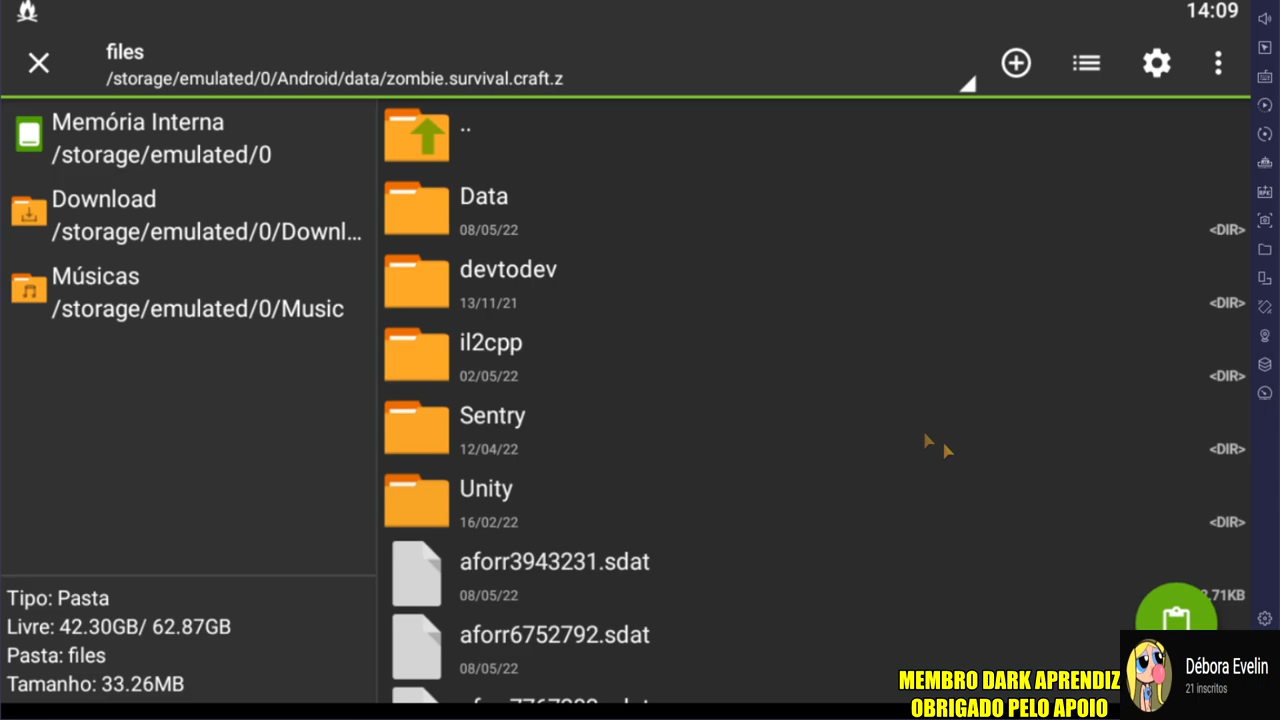 14:09
files
/storage/emulated/0/Android/data/zombie.survival.craft.z
Memória Interna
/storage/emulated/0
Download
/storage/emulated/0/Downl...
Músicas
/storage/emulated/0/Music
..
Data
08/05/22
<DIR>
devtodev
13/11/21
<DIR>
il2cpp
02/05/22
<DIR>
Sentry
12/04/22
<DIR>
Unity
16/02/22
<DIR>
aforr3943231.sdat
08/05/22
aforr6752792.sdat
08/05/22
Tipo: Pasta
Livre: 42.30GB/ 62.87GB
Pasta: files
Tamanho: 33.26MB
MEMBRO DARK APRENDIZ
OBRIGADO PELO APOIO
Débora Evelin
21 inscritos